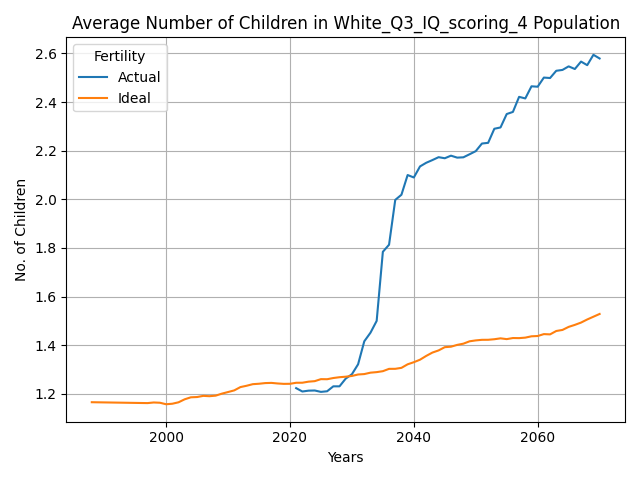 Average Number of Children in White_Q3_IQ_scoring_4 Population
Fertility
Actual
Ideal
No. of Children
2.6
2.4
2.2
2.0
1.8
1.6
1.4
1.2
2000
2020
2040
2060
Years